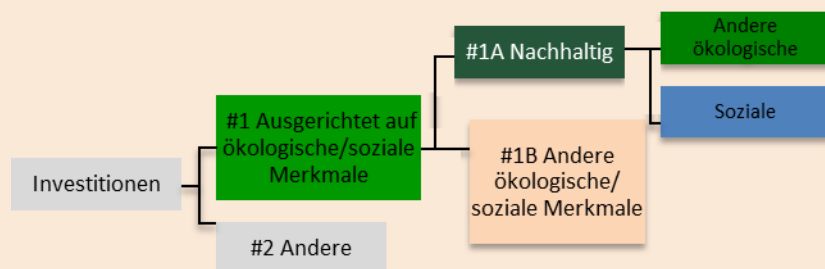 Investitionen
#1 Ausgerichtet auf
ökologische/soziale
Merkmale
#2 Andere
#1A Nachhaltig
#1B Andere
ökologische/
soziale Merkmale
Andere
ökologische
Soziale